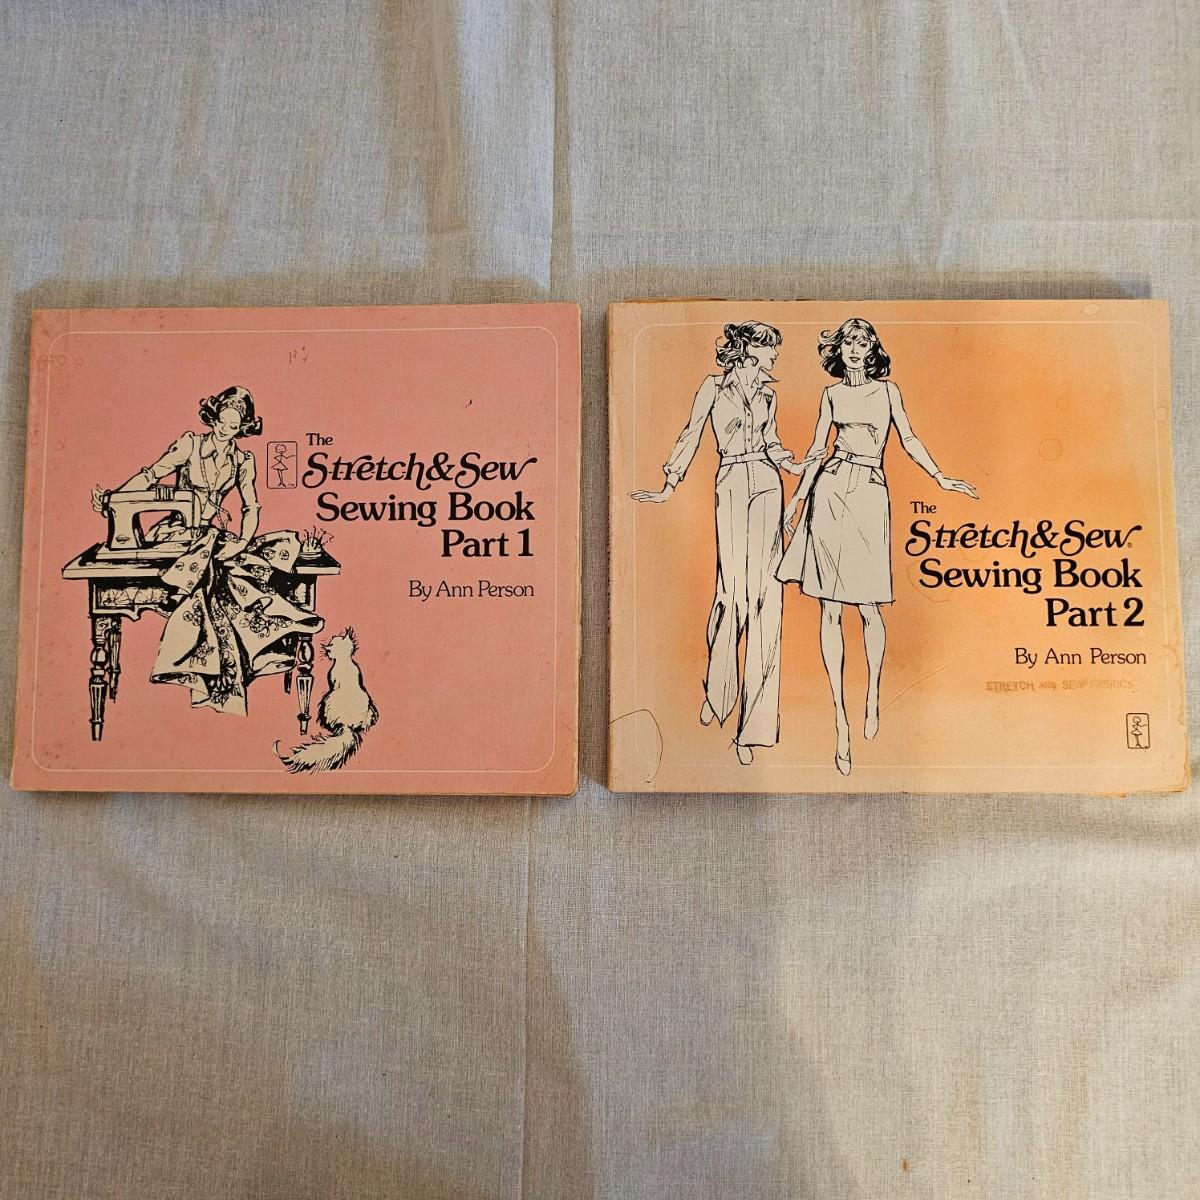 The
Stretch & Sew
Sewing Book
Part 1
By Ann Person
The
Stretch & Sew®
Sewing Book
Part 2
By Ann Person
STRETCH AND SEW FABRICS